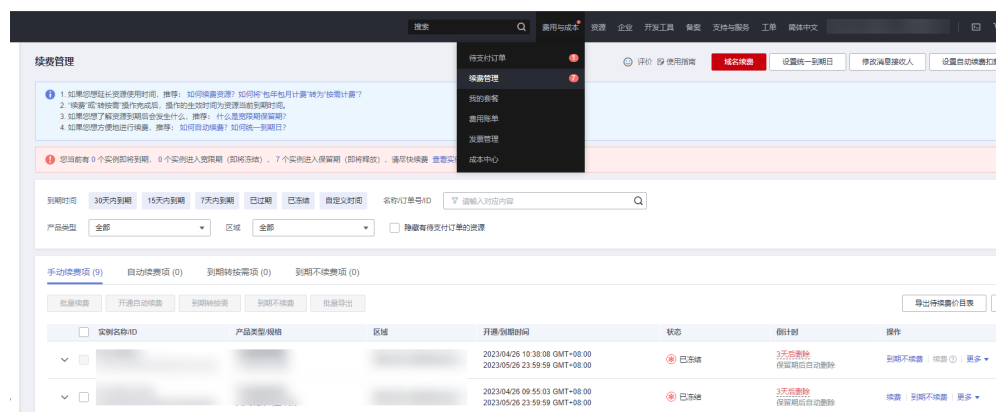 搜索
费用与成本 资源 企业 开发工具 备案 支持与服务 工单 简体中文
待支付订单 1
续费管理 7
我的套餐
费用账单
发票管理
成本中心
续费管理
评价 使用指南 域名续费 设置统一到期日 修改消息接收人 设置自动续费扣
1. 如果您想延长资源使用时间，推荐： 如何续费资源？如何将“包年包月计费”转为“按需计费”？
2. “续费”或“转按需”操作完成后，操作的生效时间为资源当前到期时间。
3. 如果您想了解资源到期后会发生什么，推荐： 什么是宽限期保留期？
4. 如果您想方便地进行续费，推荐： 如何自动续费？如何统一到期日？
您当前有 0 个实例即将到期， 0 个实例进入宽限期（即将冻结）， 7 个实例进入保留期（即将释放），请尽快续费 查看实
到期时间 30天内到期 15天内到期 7天内到期 已过期 已冻结 自定义时间 名称/订单号/ID 请输入对应内容
产品类型 全部 区域 全部 隐藏有待支付订单的资源
手动续费项 (9) 自动续费项 (0) 到期转按需项 (0) 到期不续费项 (0)
批量续费 开通自动续费 到期转按需 到期不续费 批量导出 导出待续费价目表
实例名称/ID 产品类型/规格 区域 开通/到期时间 状态 倒计时 操作
2023/04/26 10:38:08 GMT+08:00
2023/05/26 23:59:59 GMT+08:00
已冻结
3天后删除
保留期后自动删除
到期不续费 续费 更多
2023/04/26 09:55:03 GMT+08:00
2023/05/26 23:59:59 GMT+08:00
已冻结
3天后删除
保留期后自动删除
续费 到期不续费 更多